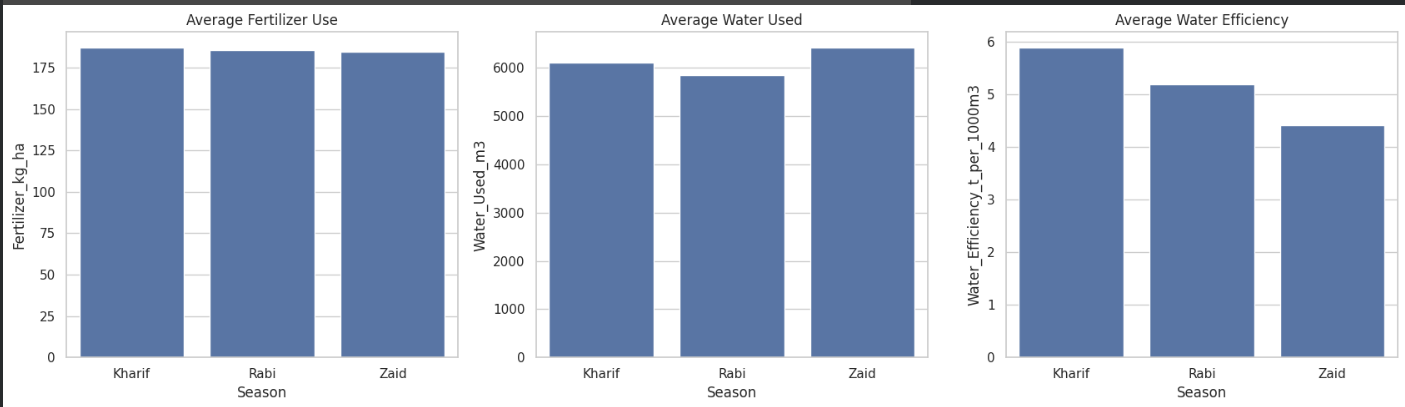 Average Fertilizer Use
Fertilizer_kg_ha
175
150
125
100
75
50
25
0
Kharif Rabi Zaid
Season
Average Water Used
Water_Used_m3
6000
5000
4000
3000
2000
1000
0
Kharif Rabi Zaid
Season
Average Water Efficiency
Water_Efficiency_t_per_1000m3
6
5
4
3
2
1
0
Kharif Rabi Zaid
Season